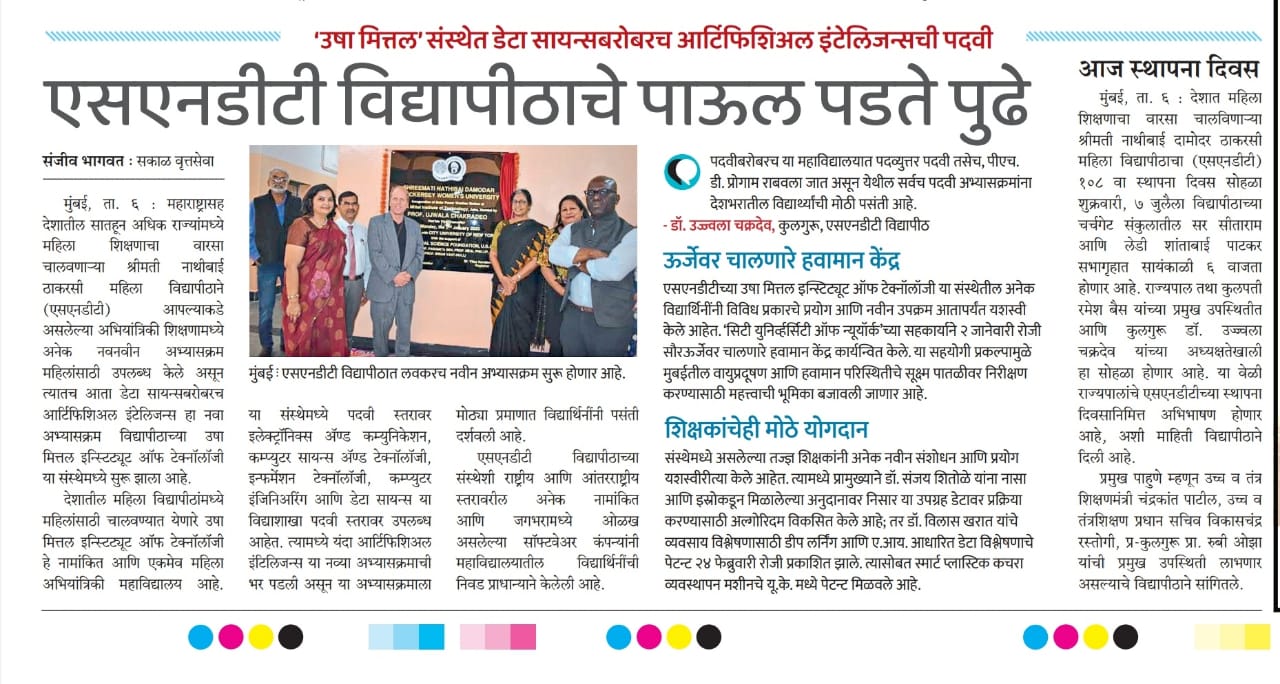 ‘उषा मित्तल’ संस्थेत डेटा सायन्सबरोबरच आर्टिफिशिअल इंटेलिजन्सची पदवी
एसएनडीटी विद्यापीठाचे पाऊल पडते पुढे
संजीव भागवत : सकाळ वृत्तसेवा
मुंबई, ता. ६ : महाराष्ट्रासह
देशातील सातहून अधिक राज्यांमध्ये
महिला शिक्षणाचा वारसा
चालवणाऱ्या श्रीमती नाथीबाई
ठाकरसी महिला विद्यापीठाने
(एसएनडीटी) आपल्याकडे
असलेल्या अभियांत्रिकी शिक्षणामध्ये
अनेक नवनवीन अभ्यासक्रम
महिलांसाठी उपलब्ध केले असून
त्यातच आता डेटा सायन्सबरोबरच
आर्टिफिशिअल इंटेलिजन्स हा नवा
अभ्यासक्रम विद्यापीठाच्या उषा
मित्तल इन्स्टिट्यूट ऑफ टेक्नॉलॉजी
या संस्थेमध्ये सुरू झाला आहे.
देशातील महिला विद्यापीठांमध्ये
महिलांसाठी चालवण्यात येणारे उषा
मित्तल इन्स्टिट्यूट ऑफ टेक्नॉलॉजी
हे नामांकित आणि एकमेव महिला
अभियांत्रिकी महाविद्यालय आहे.
SHREEMATI NATHIBAI DAMODAR
THACKERSEY WOMEN'S UNIVERSITY
PROF. UJWALA CHAKRADEO
मुंबई : एसएनडीटी विद्यापीठात लवकरच नवीन अभ्यासक्रम सुरू होणार आहे.
या संस्थेमध्ये पदवी स्तरावर
इलेक्ट्रॉनिक्स ॲण्ड कम्युनिकेशन,
कम्प्युटर सायन्स ॲण्ड टेक्नॉलॉजी,
इन्फर्मेशन टेक्नॉलॉजी, कम्प्युटर
इंजिनिअरिंग आणि डेटा सायन्स या
विद्याशाखा पदवी स्तरावर उपलब्ध
आहेत. त्यामध्ये यंदा आर्टिफिशिअल
इंटिलिजन्स या नव्या अभ्यासक्रमाची
भर पडली असून या अभ्यासक्रमाला
मोठ्या प्रमाणात विद्यार्थिनींनी पसंती
दर्शवली आहे.
एसएनडीटी विद्यापीठाच्या
संस्थेशी राष्ट्रीय आणि आंतरराष्ट्रीय
स्तरावरील अनेक नामांकित
आणि जगभरामध्ये ओळख
असलेल्या सॉफ्टवेअर कंपन्यांनी
महाविद्यालयातील विद्यार्थिनींची
निवड प्राधान्याने केलेली आहे.
पदवीबरोबरच या महाविद्यालयात पदव्युत्तर पदवी तसेच, पीएच.
डी. प्रोगाम राबवला जात असून येथील सर्वच पदवी अभ्यासक्रमांना
देशभरातील विद्यार्थ्यांची मोठी पसंती आहे.
- डॉ. उज्ज्वला चक्रदेव, कुलगुरू, एसएनडीटी विद्यापीठ
ऊर्जेवर चालणारे हवामान केंद्र
एसएनडीटीच्या उषा मित्तल इन्स्टिट्यूट ऑफ टेक्नॉलॉजी या संस्थेतील अनेक
विद्यार्थिनींनी विविध प्रकारचे प्रयोग आणि नवीन उपक्रम आतापर्यंत यशस्वी
केले आहेत. ‘सिटी युनिर्व्हर्सिटी ऑफ न्यूयॉर्क’च्या सहकार्याने २ जानेवारी रोजी
सौरऊर्जेवर चालणारे हवामान केंद्र कार्यन्वित केले. या सहयोगी प्रकल्पामुळे
मुबईतील वायुप्रदूषण आणि हवामान परिस्थितीचे सूक्ष्म पातळीवर निरीक्षण
करण्यासाठी महत्त्वाची भूमिका बजावली जाणार आहे.
शिक्षकांचेही मोठे योगदान
संस्थेमध्ये असलेल्या तज्ज्ञ शिक्षकांनी अनेक नवीन संशोधन आणि प्रयोग
यशस्वीरीत्या केले आहेत. त्यामध्ये प्रामुख्याने डॉ. संजय शितोळे यांना नासा
आणि इस्रोकडून मिळालेल्या अनुदानावर निसार या उपग्रह डेटावर प्रक्रिया
करण्यासाठी अल्गोरिदम विकसित केले आहे; तर डॉ. विलास खरात यांचे
व्यवसाय विश्लेषणासाठी डीप लर्निंग आणि ए.आय. आधारित डेटा विश्लेषणाचे
पेटन्ट २४ फेब्रुवारी रोजी प्रकाशित झाले. त्यासोबत स्मार्ट प्लास्टिक कचरा
व्यवस्थापन मशीनचे यू.के. मध्ये पेटन्ट मिळवले आहे.
आज स्थापना दिवस
मुंबई, ता. ६ : देशात महिला
शिक्षणाचा वारसा चालविणाऱ्या
श्रीमती नाथीबाई दामोदर ठाकरसी
महिला विद्यापीठाचा (एसएनडीटी)
१०८ वा स्थापना दिवस सोहळा
शुक्रवारी, ७ जुलैला विद्यापीठाच्या
चर्चगेट संकुलातील सर सीताराम
आणि लेडी शांताबाई पाटकर
सभागृहात सायंकाळी ६ वाजता
होणार आहे. राज्यपाल तथा कुलपती
रमेश बैस यांच्या प्रमुख उपस्थितीत
आणि कुलगुरू डॉ. उज्ज्वला
चक्रदेव यांच्या अध्यक्षतेखाली
हा सोहळा होणार आहे. या वेळी
राज्यपालांचे एसएनडीटीच्या स्थापना
दिवसानिमित्त अभिभाषण होणार
आहे, अशी माहिती विद्यापीठाने
दिली आहे.
प्रमुख पाहुणे म्हणून उच्च व तंत्र
शिक्षणमंत्री चंद्रकांत पाटील, उच्च व
तंत्रशिक्षण प्रधान सचिव विकासचंद्र
रस्तोगी, प्र-कुलगुरू प्रा. रुबी ओझा
यांची प्रमुख उपस्थिती लाभणार
असल्याचे विद्यापीठाने सांगितले.